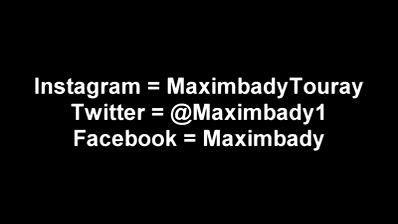 Instagram = MaximbadyTouray
Twitter = @Maximbady1
Facebook = Maximbady